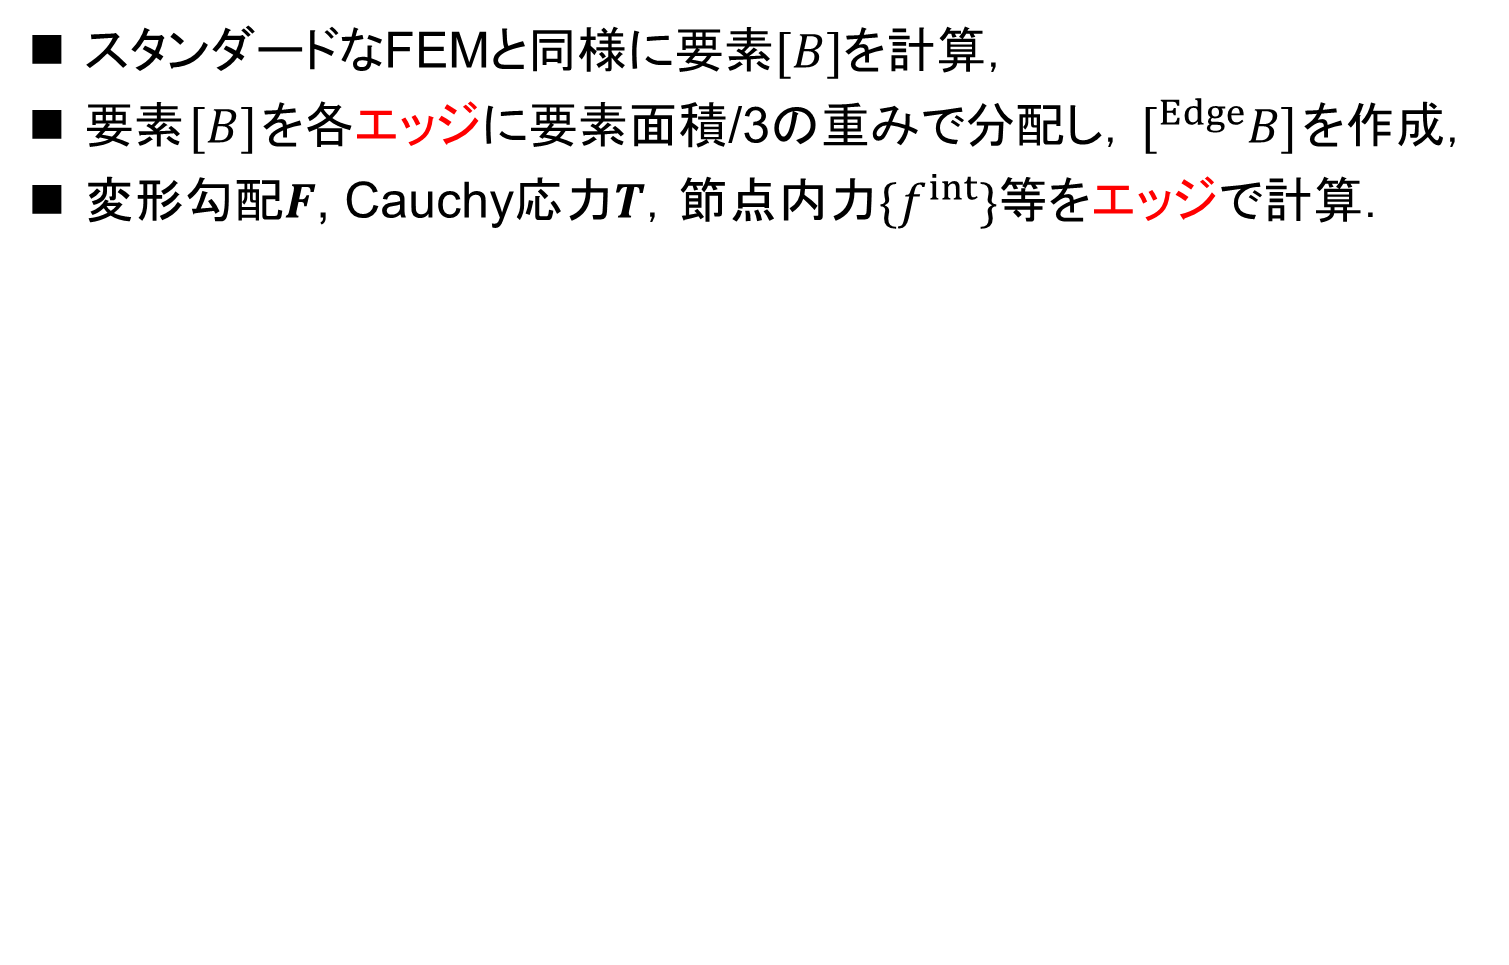 ■ スタンダードなFEMと同様に要素[B]を計算，
■ 要素[B]を各エッジに要素面積/3の重みで分配し，[ᴱᵈᵍᵉB]を作成，
■ 変形勾配F, Cauchy応力T，節点内力{f ⁱⁿᵗ}等をエッジで計算．